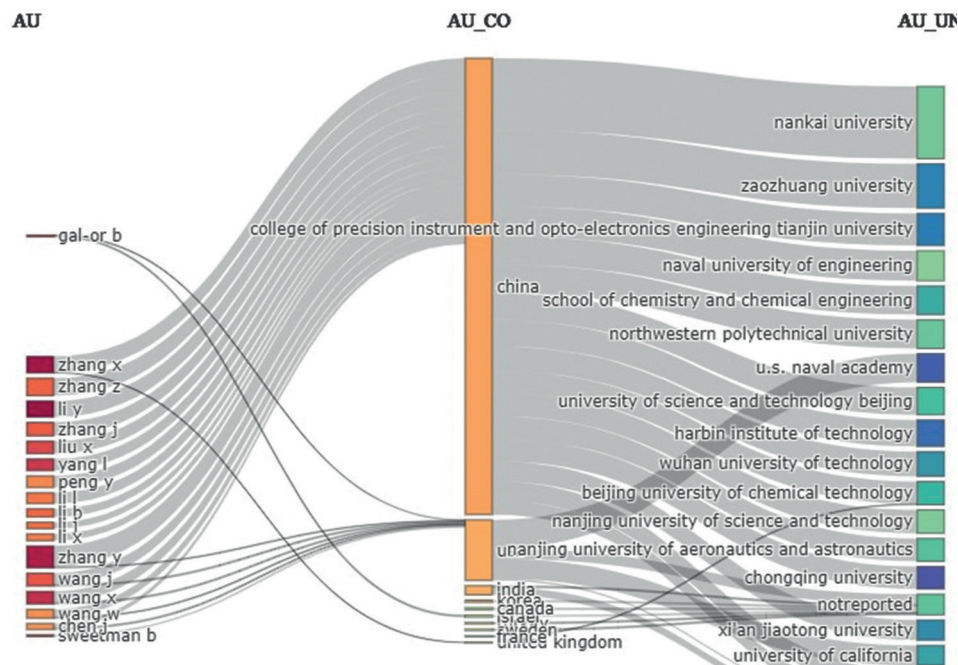 AU
AU_CO
AU_UN
gal-or b
zhang x
zhang z
li y
zhang j
liu x
yang l
peng y
li l
li b
li j
li x
zhang y
wang j
wang x
wang w
chen j
sweetman b
china
india
korea
canada
israel
sweden
france
united kingdom
nankai university
zaozhuang university
college of precision instrument and opto-electronics engineering tianjin university
naval university of engineering
school of chemistry and chemical engineering
northwestern polytechnical university
u.s. naval academy
university of science and technology beijing
harbin institute of technology
wuhan university of technology
beijing university of chemical technology
nanjing university of science and technology
nanjing university of aeronautics and astronautics
chongqing university
notreported
xi'an jiaotong university
university of california